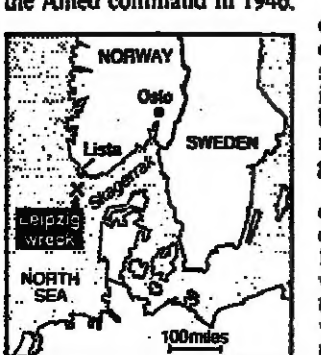 the Allied command in 1946.
NORWAY
Oslo
Lista
SWEDEN
Skagerrak
Leipzig
wreck
NORTH
SEA
100miles